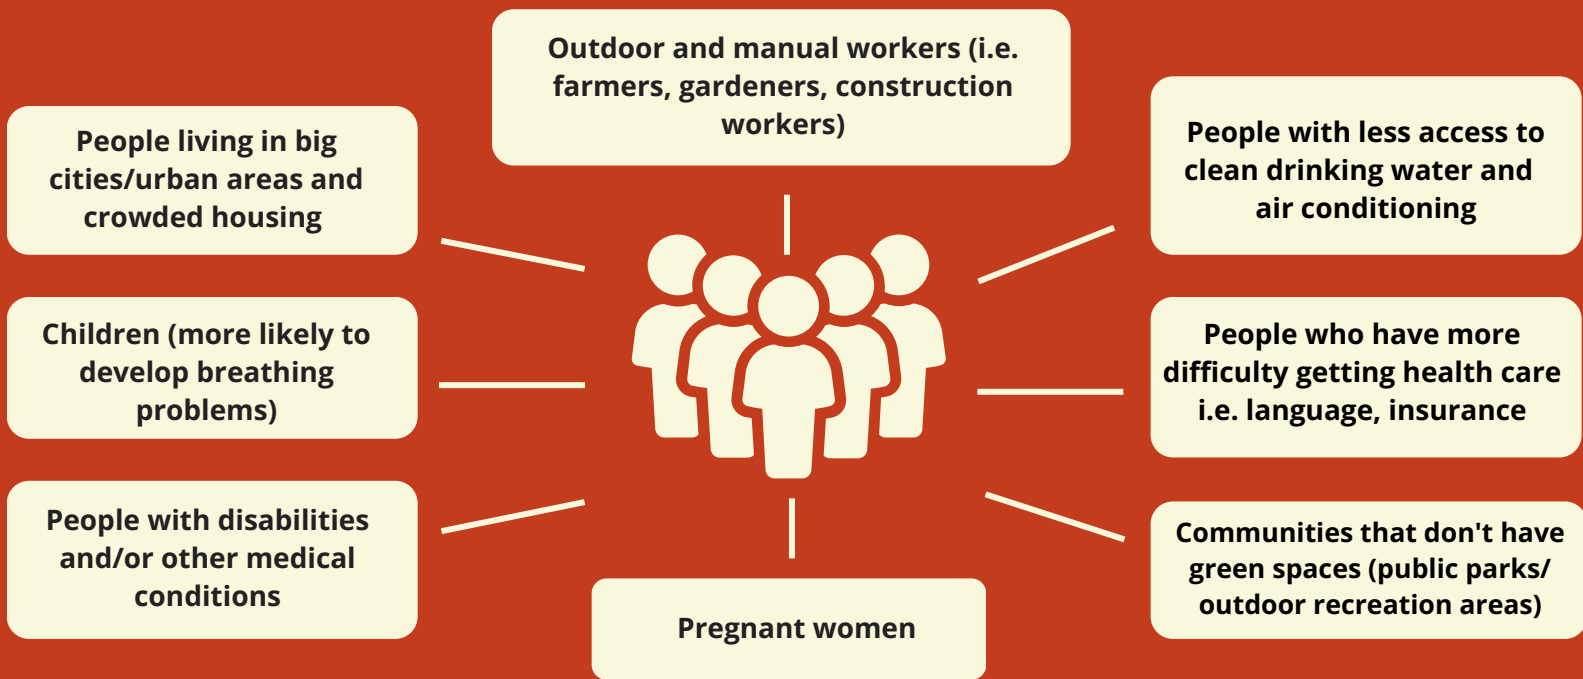 Outdoor and manual workers (i.e.
farmers, gardeners, construction
workers)
People living in big
cities/urban areas and
crowded housing
People with less access to
clean drinking water and
air conditioning
Children (more likely to
develop breathing
problems)
People who have more
difficulty getting health care
i.e. language, insurance
People with disabilities
and/or other medical
conditions
Communities that don't have
green spaces (public parks/
outdoor recreation areas)
Pregnant women